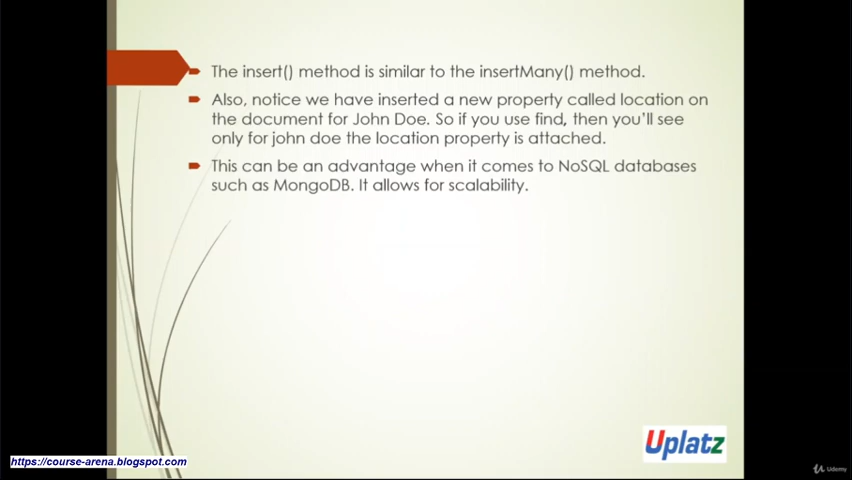 The insert() method is similar to the insertMany() method.
Also, notice we have inserted a new property called location on
the document for John Doe. So if you use find, then you'll see
only for john doe the location property is attached.
This can be an advantage when it comes to NoSQL databases
such as MongoDB. It allows for scalability.
Uplatz
https://course-arena.blogspot.com
Udemy